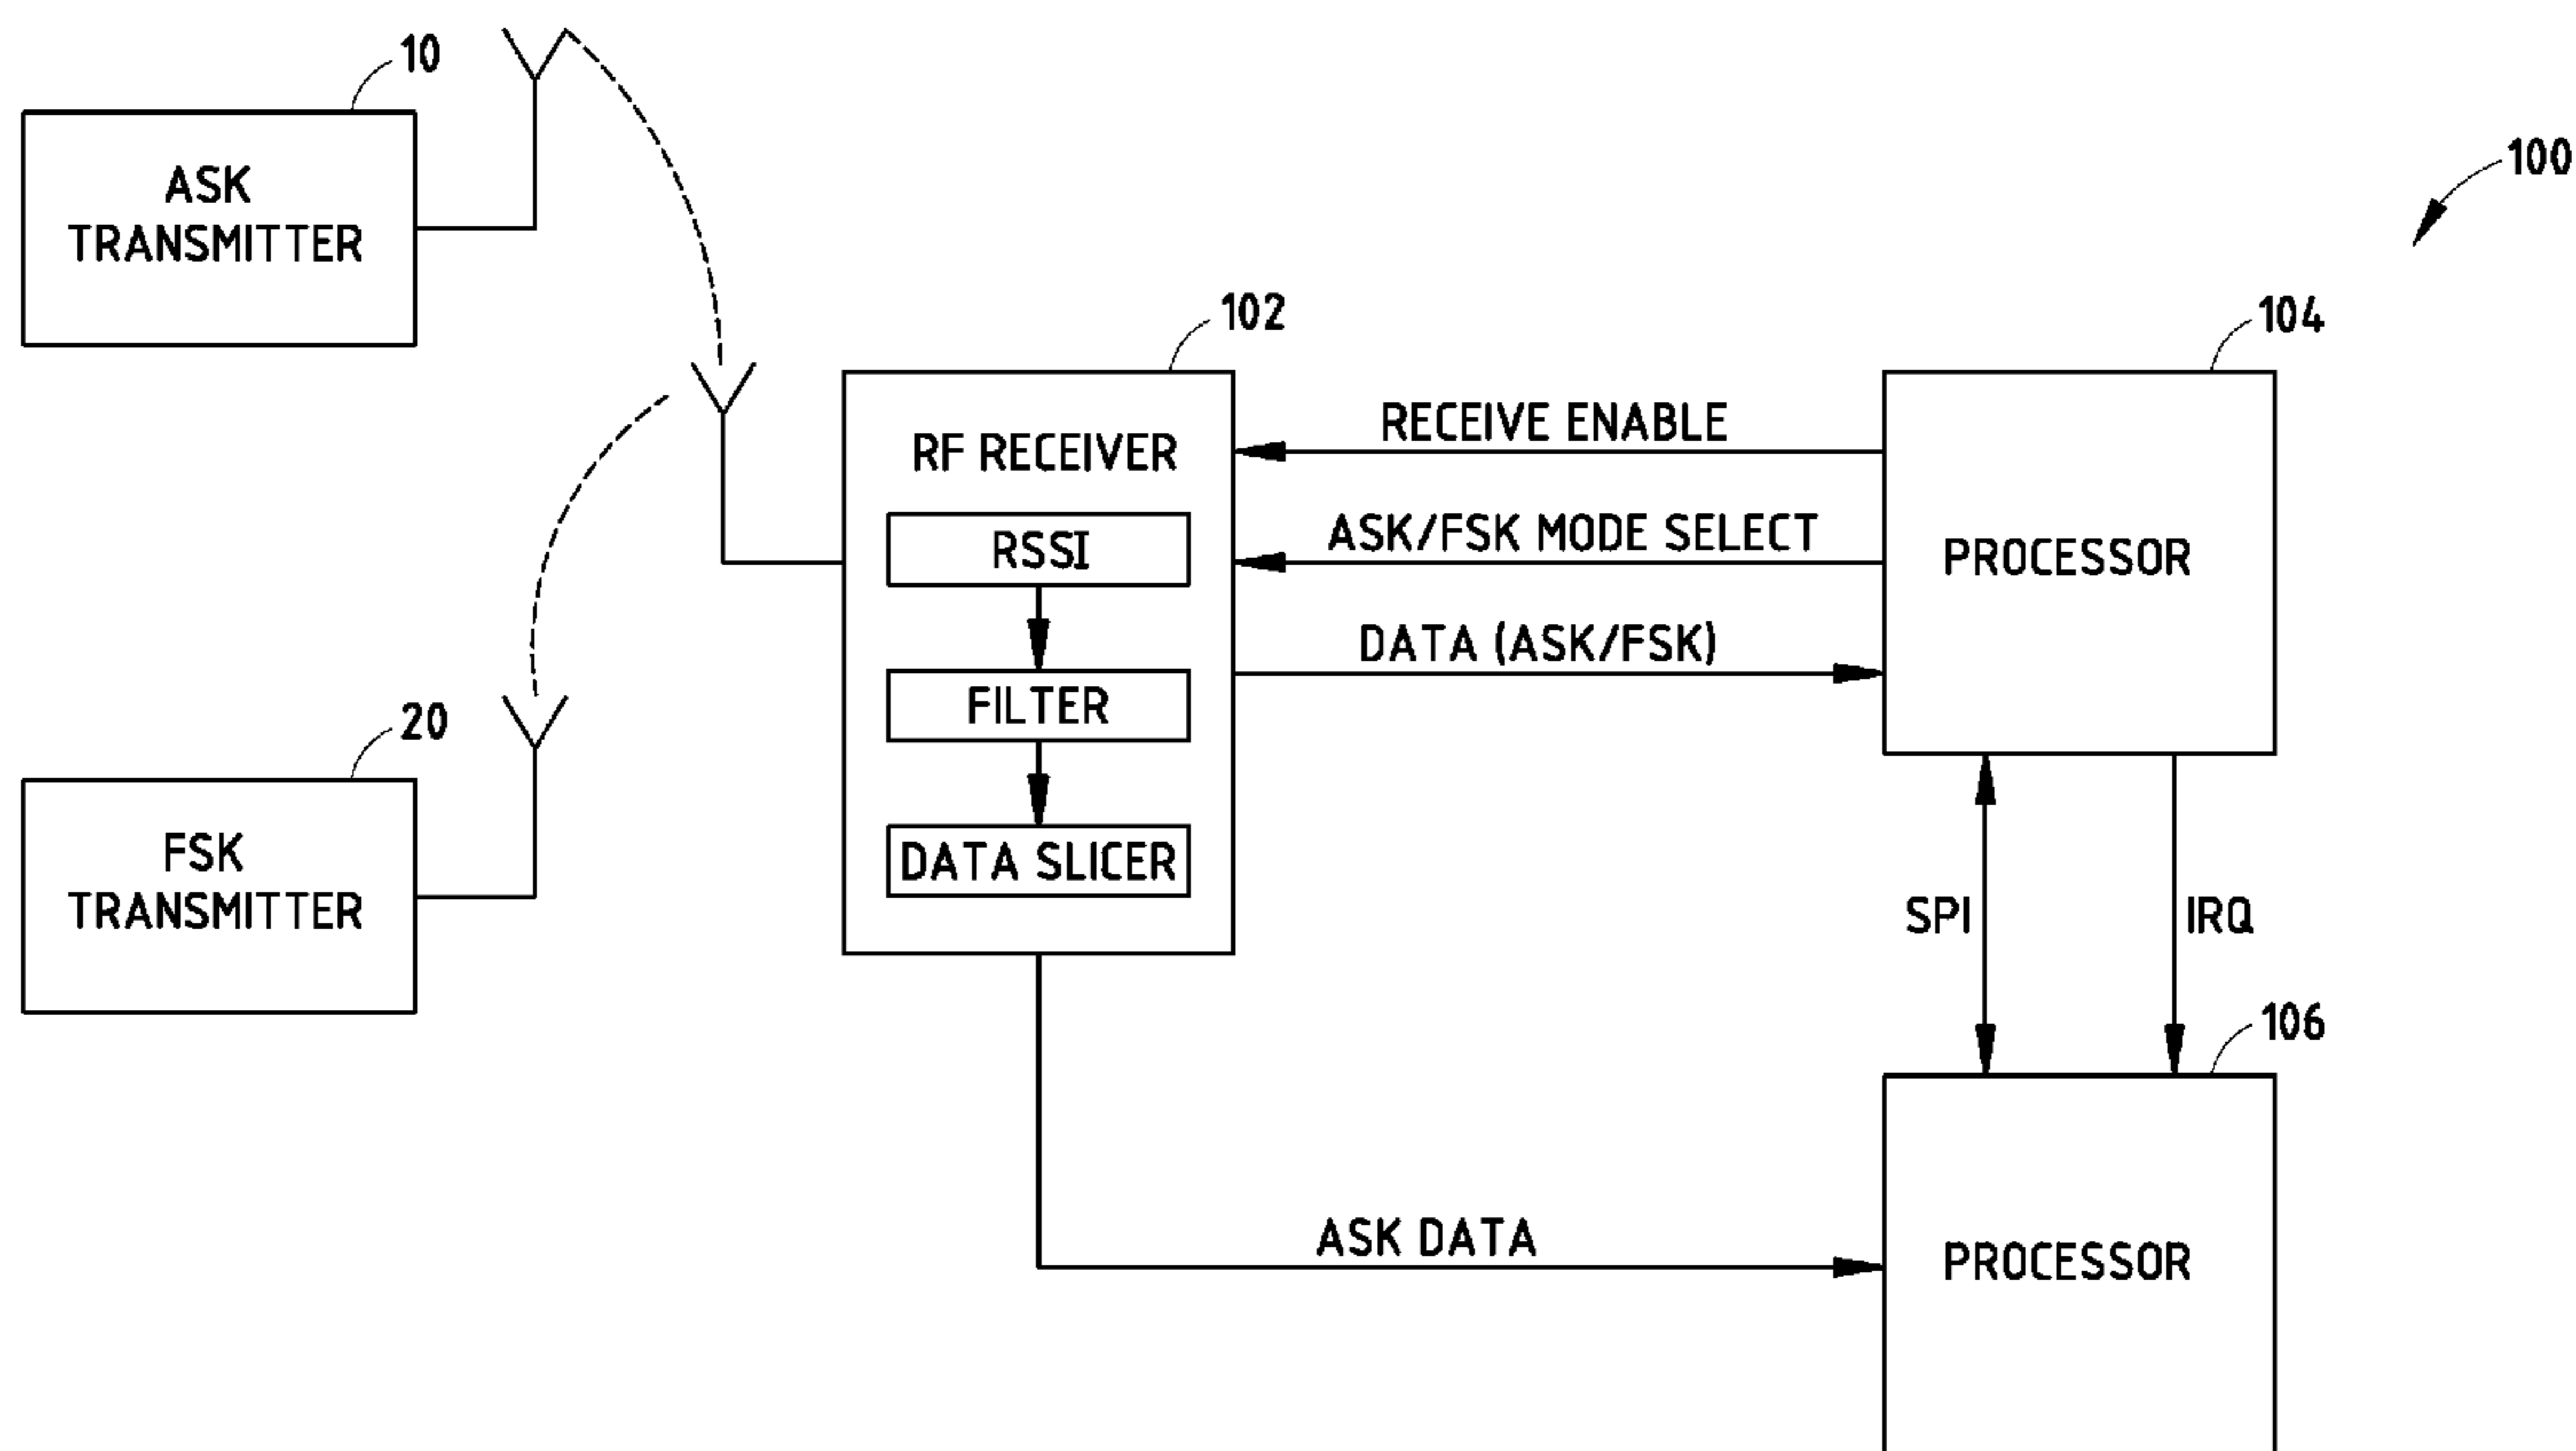 10
ASK
TRANSMITTER
100
102
104
RF RECEIVER
RECEIVE ENABLE
RSSI
ASK/FSK MODE SELECT
PROCESSOR
DATA (ASK/FSK)
FILTER
20
FSK
TRANSMITTER
DATA SLICER
SPI
IRQ
106
ASK DATA
PROCESSOR